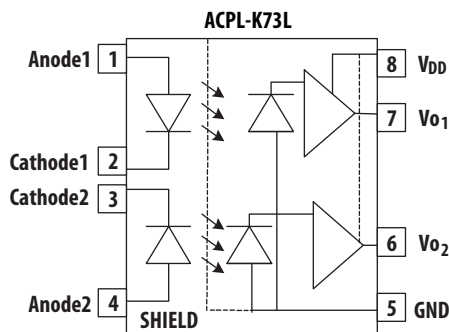 ACPL-K73L
Anode1 1
8 VDD
7 Vo1
Cathode1 2
Cathode2 3
6 Vo2
Anode2 4
5 GND
SHIELD